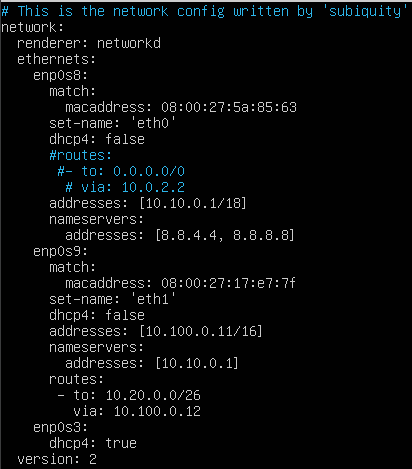 # This is the network config written by 'subiquity'
network:
  renderer: networkd
  ethernets:
    enp0s8:
      match:
        macaddress: 08:00:27:5a:85:63
      set-name: 'eth0'
      dhcp4: false
      #routes:
       #- to: 0.0.0.0/0
        # via: 10.0.2.2
      addresses: [10.10.0.1/18]
      nameservers:
        addresses: [8.8.4.4, 8.8.8.8]
    enp0s9:
      match:
        macaddress: 08:00:27:17:e7:7f
      set-name: 'eth1'
      dhcp4: false
      addresses: [10.100.0.11/16]
      nameservers:
        addresses: [10.10.0.1]
      routes:
       - to: 10.20.0.0/26
         via: 10.100.0.12
    enp0s3:
      dhcp4: true
  version: 2